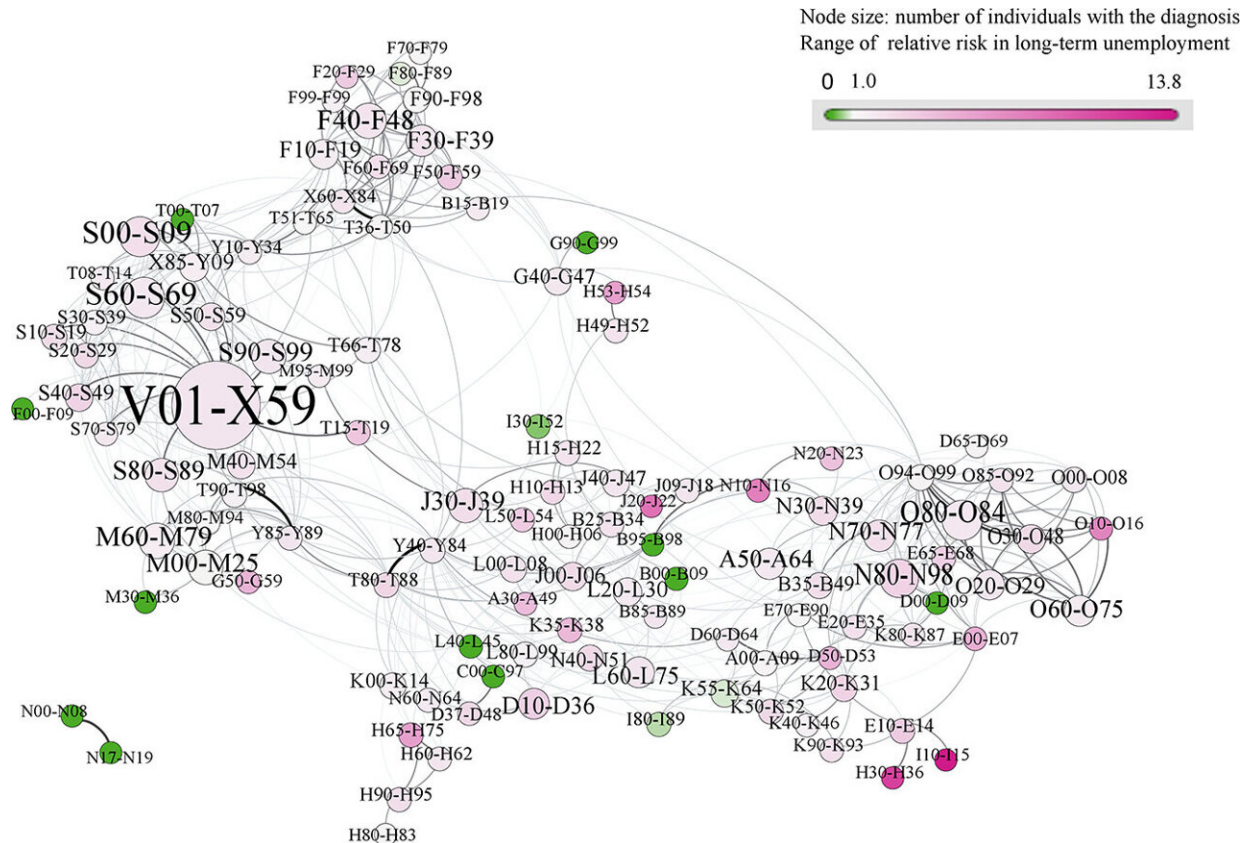 Node size: number of individuals with the diagnosis
Range of relative risk in long-term unemployment
0 1.0 13.8
F70-F79
F20-F29
F80-F89
F99-F99
F90-F98
F40-F48
F30-F39
F10-F19
F60-F69
F50-F59
X60-X84
B15-B19
T00-T07
T51-T65
T36-T50
S00-S09
Y10-Y34
G90-G99
X85-Y09
T08-T14
G40-G47
S60-S69
H53-H54
S30-S39
S50-S59
S10-S19
H49-H52
S20-S29
S90-S99
T66-T78
M95-M99
S40-S49
V01-X59
F00-F09
I30-I52
S70-S79
T15-T19
H15-H22
D65-D69
M40-M54
N20-N23
S80-S89
O94-O99
O85-O92
O00-O08
J40-J47
T90-T98
H10-H13
J09-J18
N10-N16
J30-J39
J20-J22
N30-N39
O80-O84
M80-M94
L50-L54
B25-B34
O10-O16
Y85-Y89
H00-H06
N70-N77
O30-O48
M60-M79
B95-B98
Y40-Y84
E65-E68
M00-M25
L00-L08
A50-A64
G50-G59
T80-T88
J00-J06
B00-B09
N80-N98
B35-B49
O20-O29
L20-L30
M30-M36
A30-A49
D00-D09
O60-O75
B85-B89
E70-E90
K35-K38
E20-E35
K80-K87
D60-D64
E00-E07
L40-L45
L80-L99
N40-N51
A00-A09
D50-D53
C00-C97
L60-L75
K00-K14
K55-K64
K20-K31
N60-N64
D10-D36
K50-K52
N00-N08
D37-D48
I80-I89
K40-K46
E10-E14
H65-H75
K90-K93
N17-N19
H60-H62
I10-I15
H30-H36
H90-H95
H80-H83